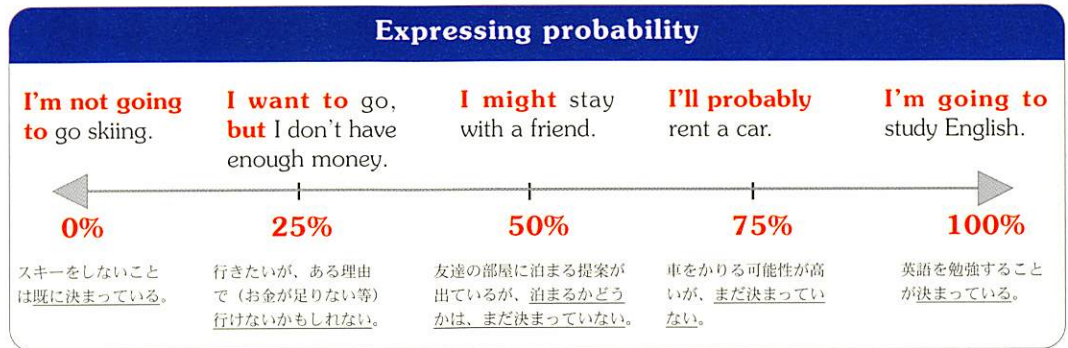 Expressing probability
I'm not going
to go skiing.
I want to go,
but I don't have
enough money.
I might stay
with a friend.
I'll probably
rent a car.
I'm going to
study English.
0%
25%
50%
75%
100%
スキーをしないこと
は既に決まっている。
行きたいが、ある理由
で（お金が足りない等）
行けないかもしれない。
友達の部屋に泊まる提案が
出ているが、泊まるかどう
かは、まだ決まっていない。
車をかりる可能性が高
いが、まだ決まってい
ない。
英語を勉強すること
が決まっている。